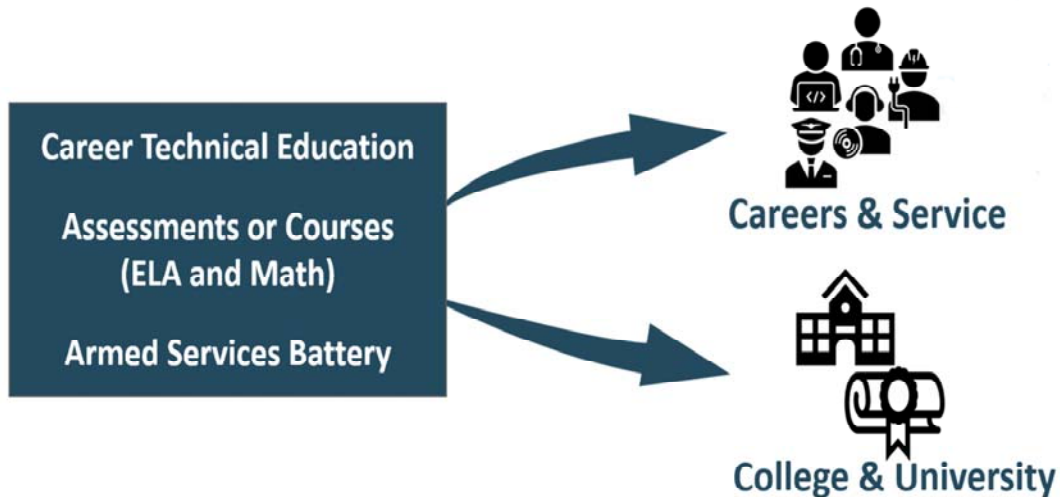 Career Technical Education
Assessments or Courses
(ELA and Math)
Armed Services Battery
</>
Careers & Service
College & University